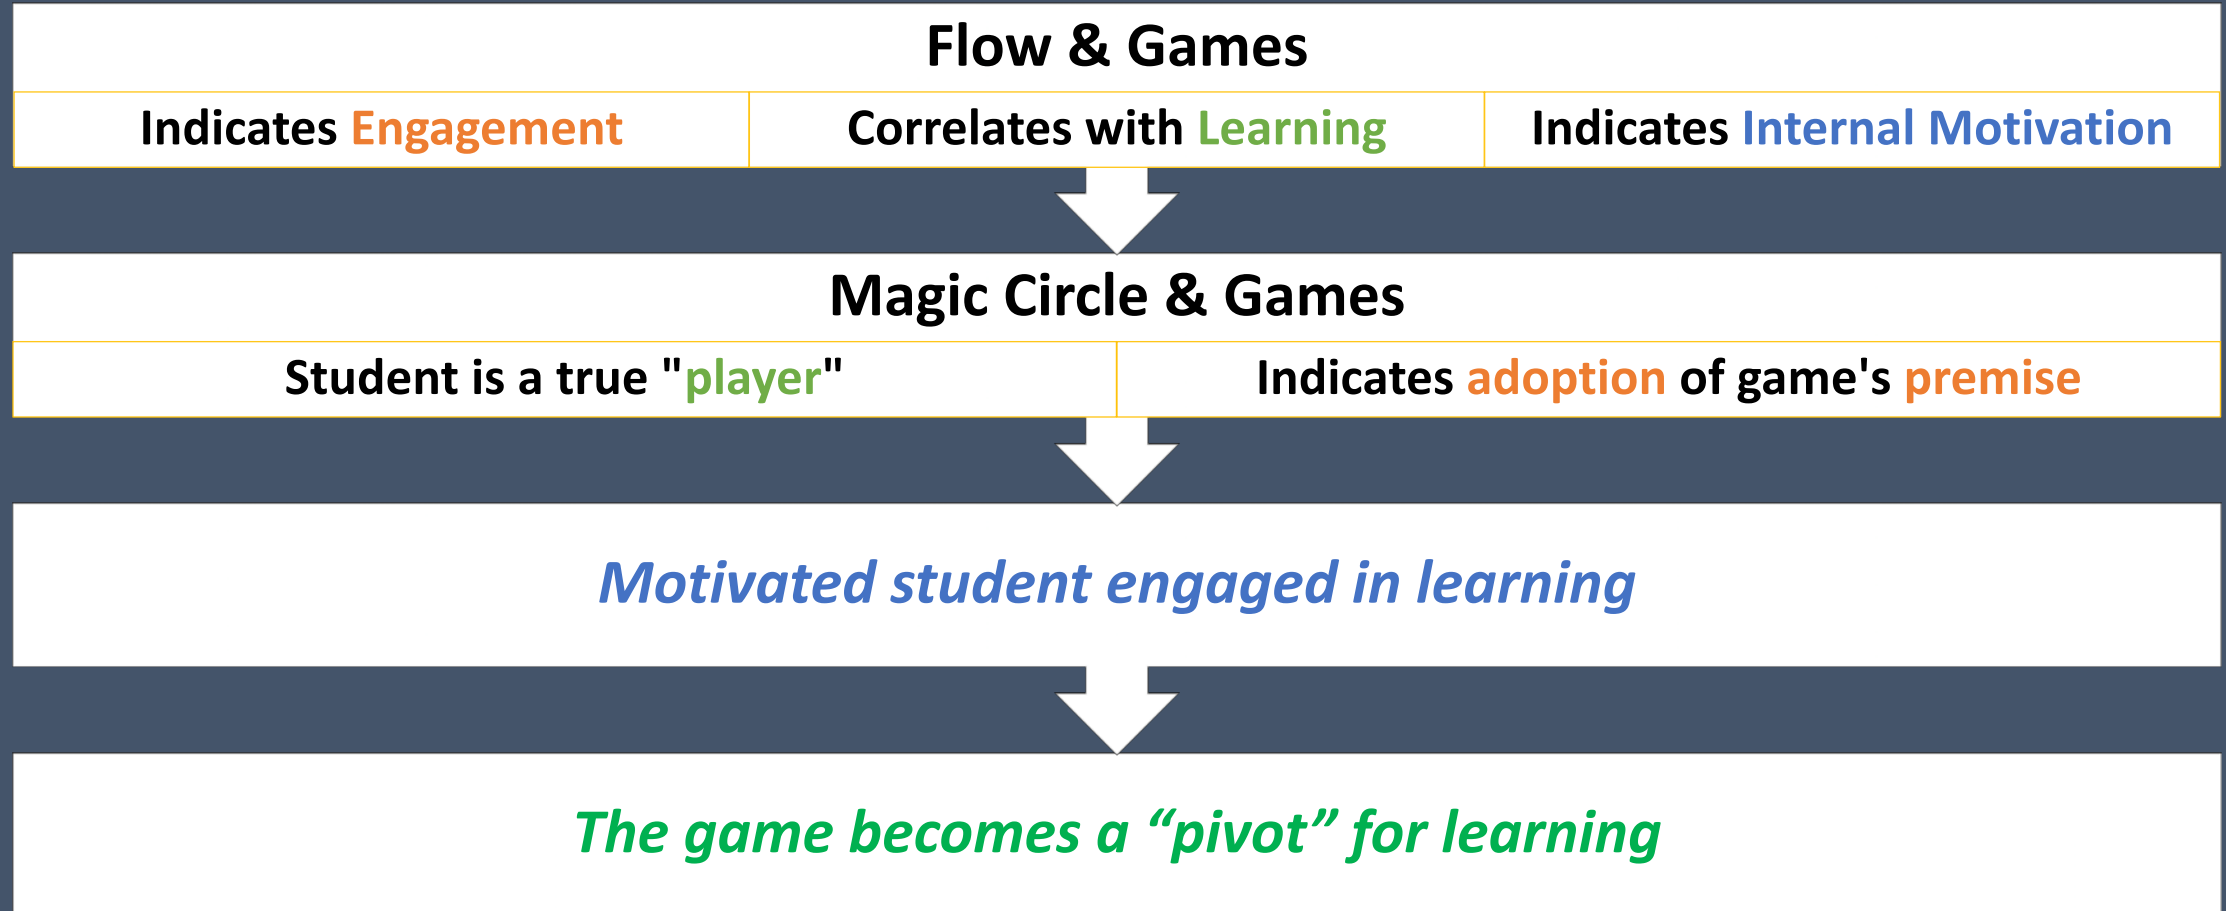 Flow & Games
Indicates Engagement
Correlates with Learning
Indicates Internal Motivation
Magic Circle & Games
Student is a true "player"
Indicates adoption of game's premise
Motivated student engaged in learning
The game becomes a “pivot” for learning